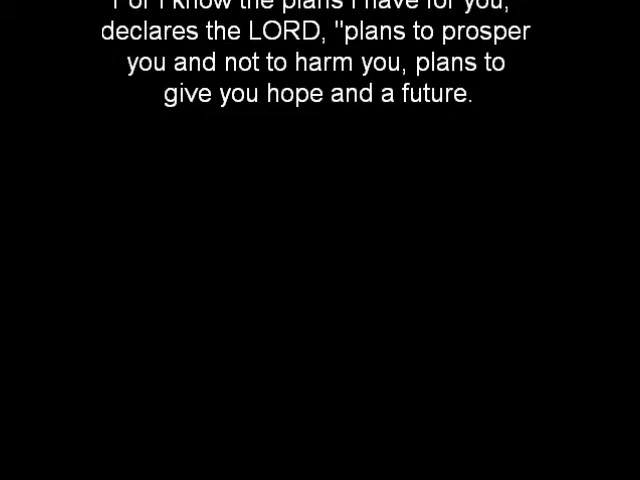 For I know the plans I have for you,"
declares the LORD, "plans to prosper
you and not to harm you, plans to
give you hope and a future.